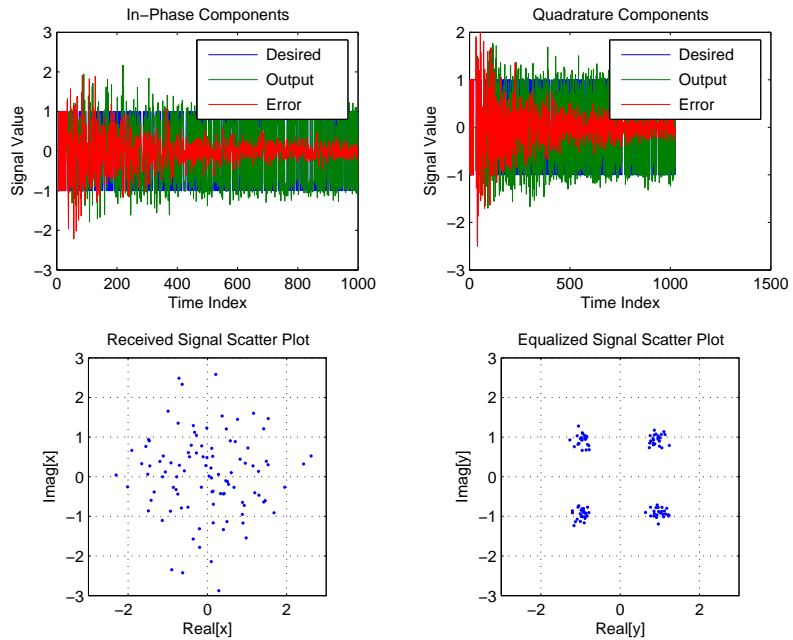 In−Phase Components
3
2
1
0
−1
−2
−3
Signal Value
0
200
400
600
800
1000
Time Index
Desired
Output
Error
Quadrature Components
2
1
0
−1
−2
−3
Signal Value
0
500
1000
1500
Time Index
Desired
Output
Error
Received Signal Scatter Plot
3
2
1
0
−1
−2
−3
Imag[x]
−2
0
2
Real[x]
Equalized Signal Scatter Plot
3
2
1
0
−1
−2
−3
Imag[y]
−2
0
2
Real[y]